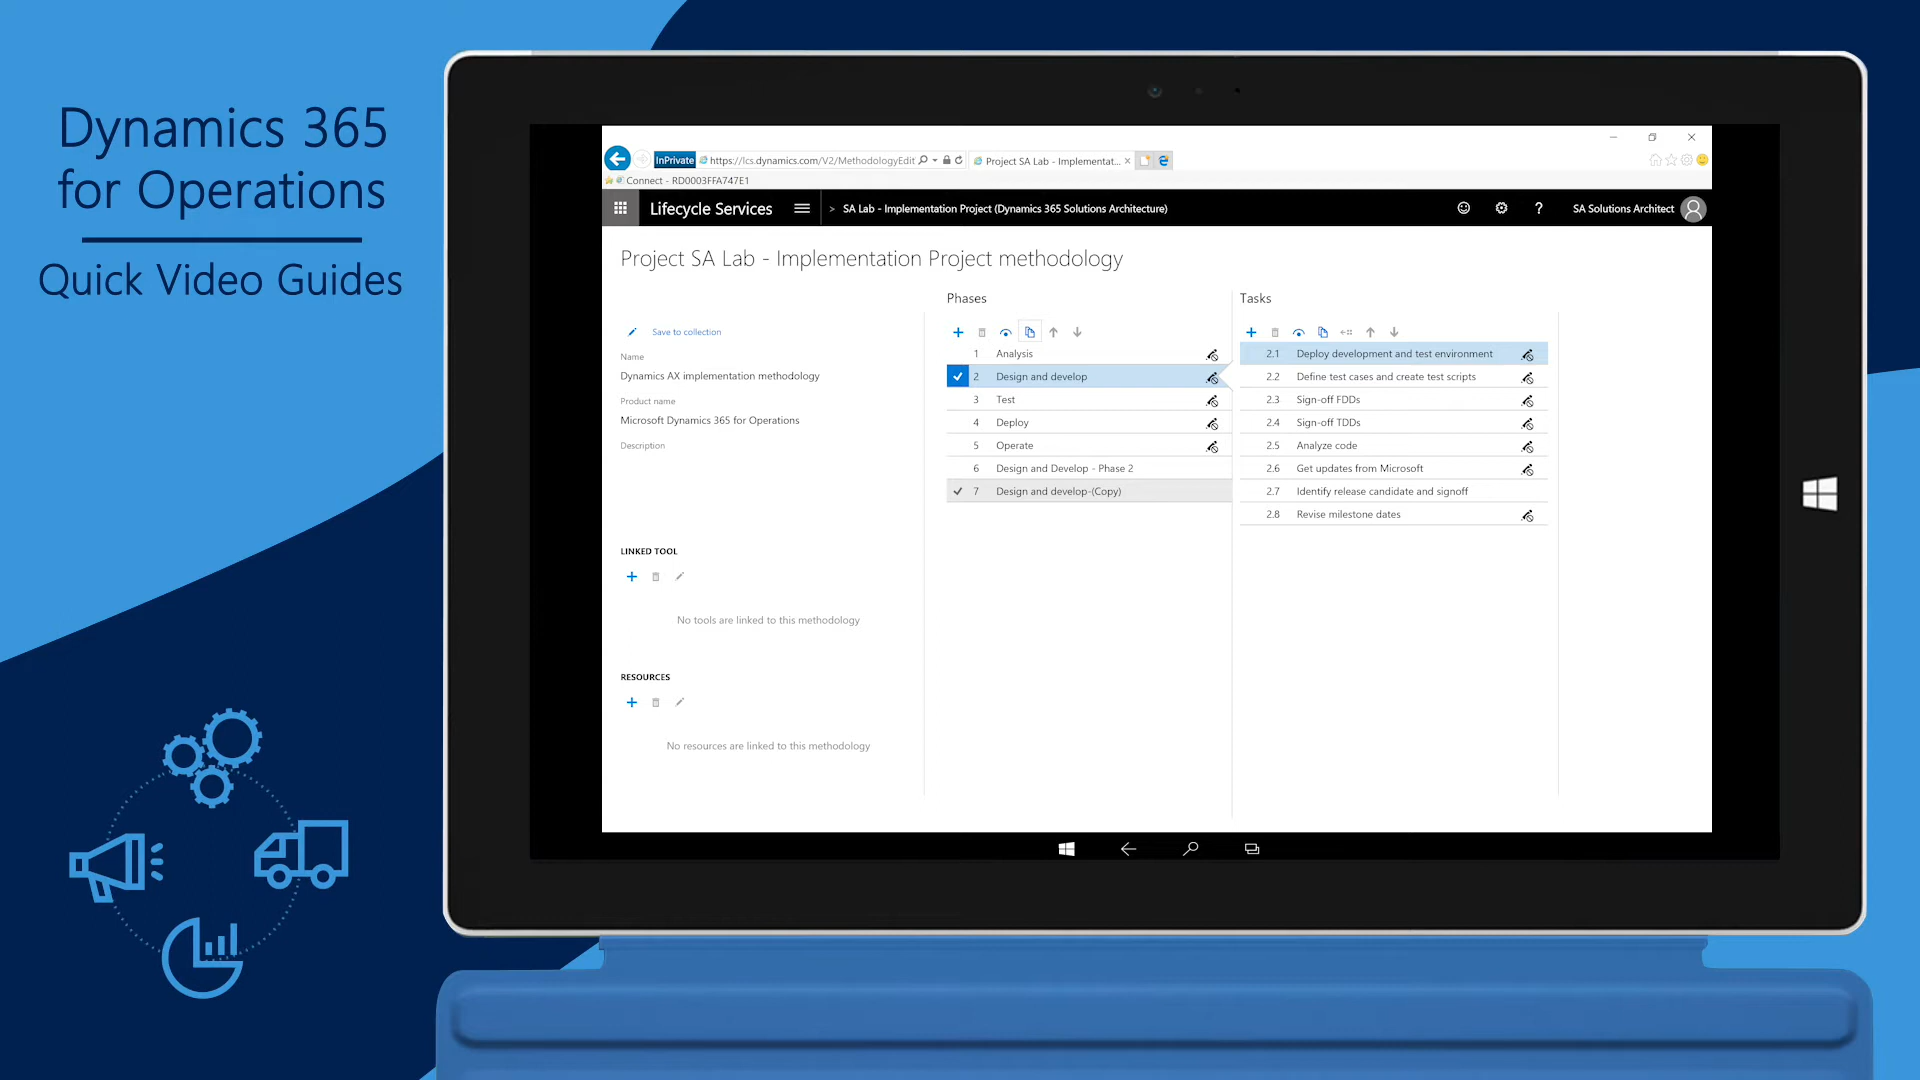 Dynamics 365
for Operations
Quick Video Guides
InPrivate
https://lcs.dynamics.com/V2/MethodologyEdit
Project SA Lab - Implementat...
Connect - RD0003FFA747E1
Lifecycle Services
> SA Lab - Implementation Project (Dynamics 365 Solutions Architecture)
?
SA Solutions Architect
Project SA Lab - Implementation Project methodology
Save to collection
Name
Dynamics AX implementation methodology
Product name
Microsoft Dynamics 365 for Operations
Description
LINKED TOOL
No tools are linked to this methodology
RESOURCES
No resources are linked to this methodology
Phases
1 Analysis
2 Design and develop
3 Test
4 Deploy
5 Operate
6 Design and Develop - Phase 2
7 Design and develop-(Copy)
Tasks
2.1 Deploy development and test environment
2.2 Define test cases and create test scripts
2.3 Sign-off FDDs
2.4 Sign-off TDDs
2.5 Analyze code
2.6 Get updates from Microsoft
2.7 Identify release candidate and signoff
2.8 Revise milestone dates